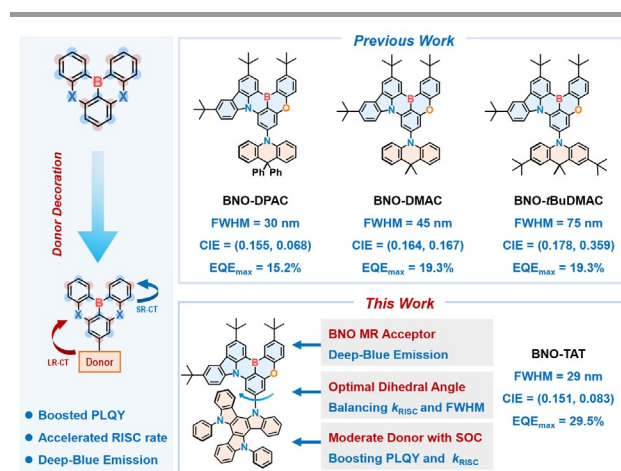 Donor Decoration
B
X
X
B
X
X
SR-CT
LR-CT
Donor
● Boosted PLQY
● Accelerated RISC rate
● Deep-Blue Emission
Previous Work
B
N
O
N
Ph Ph
BNO-DPAC
FWHM = 30 nm
CIE = (0.155, 0.068)
EQEmax = 15.2%
B
N
O
N
BNO-DMAC
FWHM = 45 nm
CIE = (0.164, 0.167)
EQEmax = 19.3%
B
N
O
N
BNO-tBuDMAC
FWHM = 75 nm
CIE = (0.178, 0.359)
EQEmax = 19.3%
This Work
B
N
O
N
N
N
BNO MR Acceptor
Deep-Blue Emission
Optimal Dihedral Angle
Balancing kRISC and FWHM
Moderate Donor with SOC
Boosting PLQY and kRISC
BNO-TAT
FWHM = 29 nm
CIE = (0.151, 0.083)
EQEmax = 29.5%